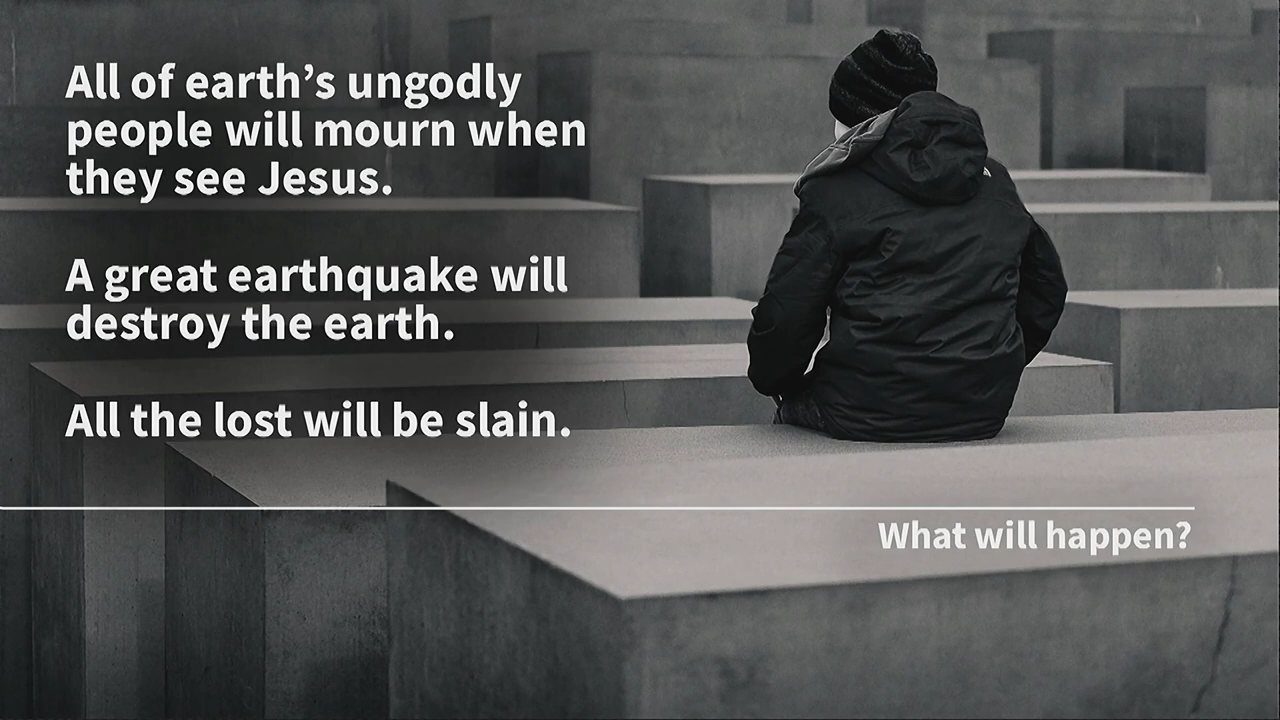 All of earth’s ungodly
people will mourn when
they see Jesus.
A great earthquake will
destroy the earth.
All the lost will be slain.
What will happen?